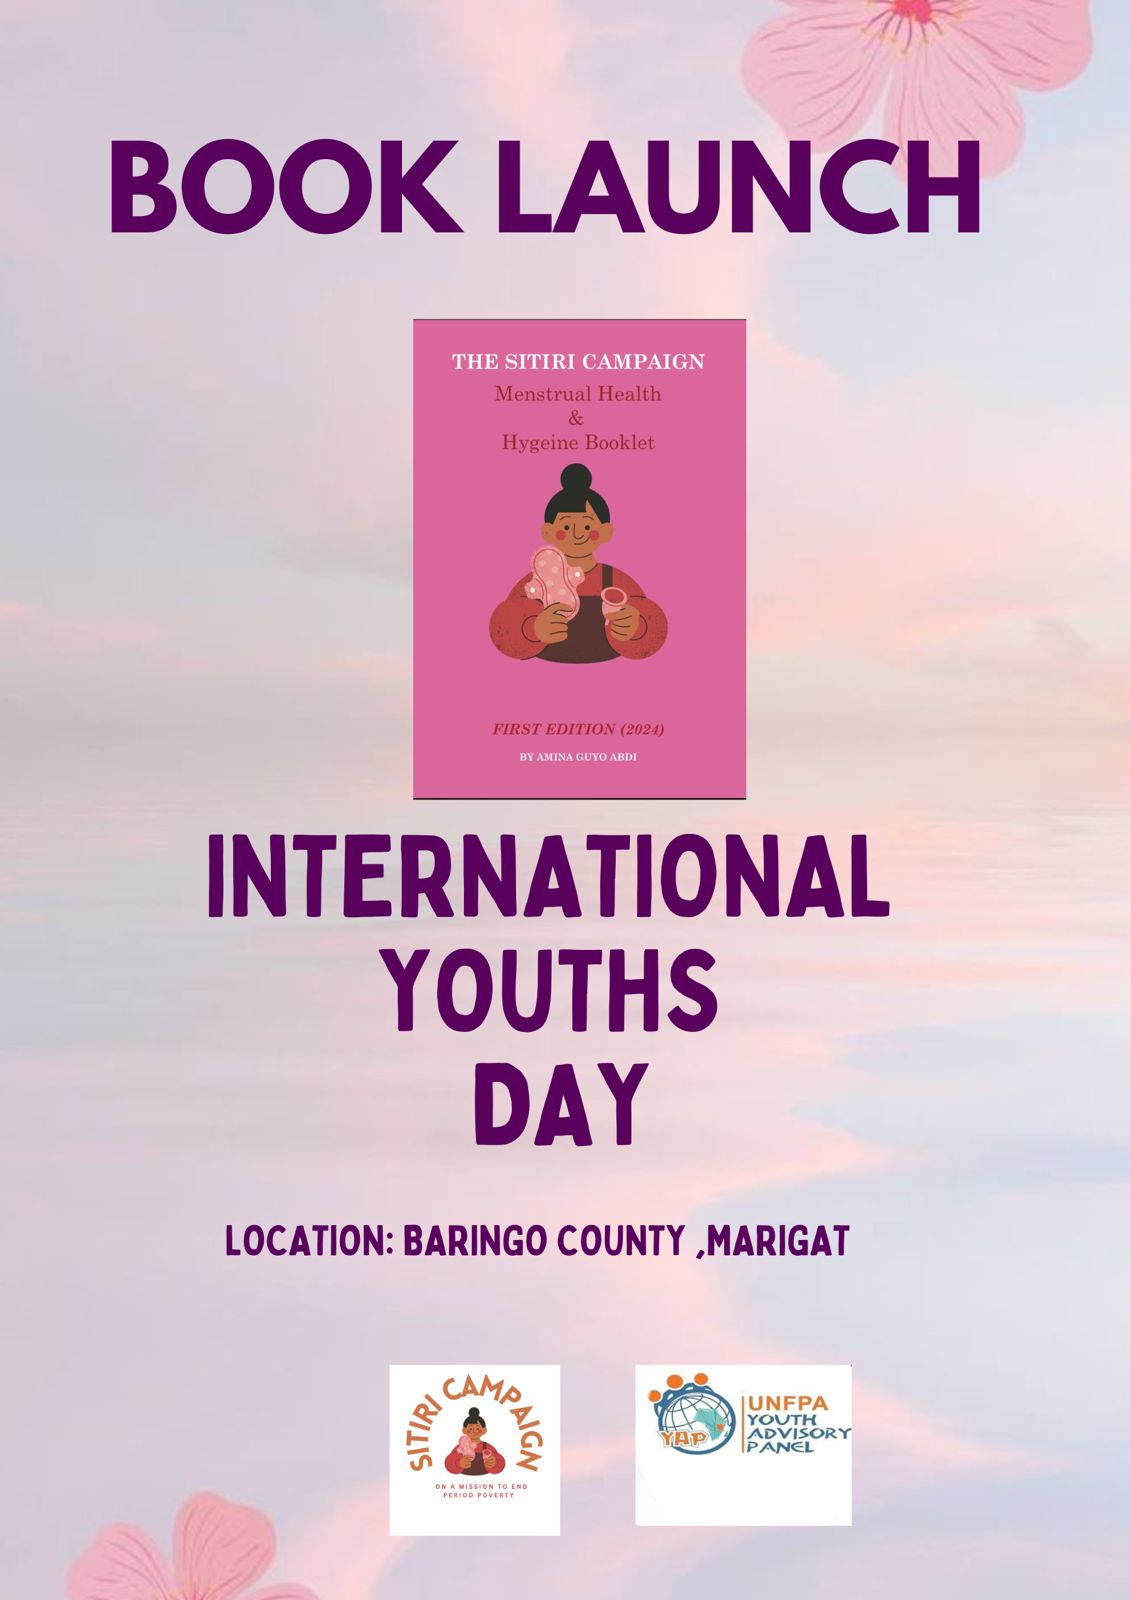 BOOK LAUNCH
THE SITIRI CAMPAIGN
Menstrual Health
&
Hygeine Booklet
FIRST EDITION (2024)
BY AMINA GUYO ABDI
INTERNATIONAL
YOUTHS
DAY
LOCATION: BARINGO COUNTY ,MARIGAT
SITIRI CAMPAIGN
ON A MISSION TO END
PERIOD POVERTY
YAP
UNFPA
YOUTH
ADVISORY
PANEL